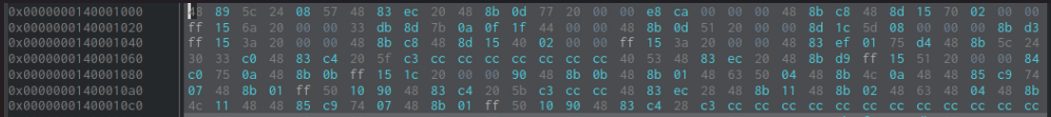 0x0000000140001000 48 89 5c 24 08 57 48 83 ec 20 48 8b 0d 77 20 00 00 e8 ca 00 00 00 48 8b c8 48 8d 15 70 02 00 00
0x0000000140001020 ff 15 6a 20 00 00 33 db 8d 7b 0a 0f 1f 44 00 00 48 8b 0d 51 20 00 00 8d 1c 5d 08 00 00 00 8b d3
0x0000000140001040 ff 15 3a 20 00 00 48 8b c8 48 8d 15 40 02 00 00 ff 15 3a 20 00 00 48 83 ef 01 75 d4 48 8b 5c 24
0x0000000140001060 30 33 c0 48 83 c4 20 5f c3 cc cc cc cc cc cc cc 40 53 48 83 ec 20 48 8b d9 ff 15 51 20 00 00 84
0x0000000140001080 c0 75 0a 48 8b 0b ff 15 1c 20 00 00 90 48 8b 0b 48 8b 01 48 63 50 04 48 8b 4c 0a 48 48 85 c9 74
0x00000001400010a0 07 48 8b 01 ff 50 10 90 48 83 c4 20 5b c3 cc cc 48 83 ec 28 48 8b 11 48 8b 02 48 63 48 04 48 8b
0x00000001400010c0 4c 11 48 48 85 c9 74 07 48 8b 01 ff 50 10 90 48 83 c4 28 c3 cc cc cc cc cc cc cc cc cc cc cc cc